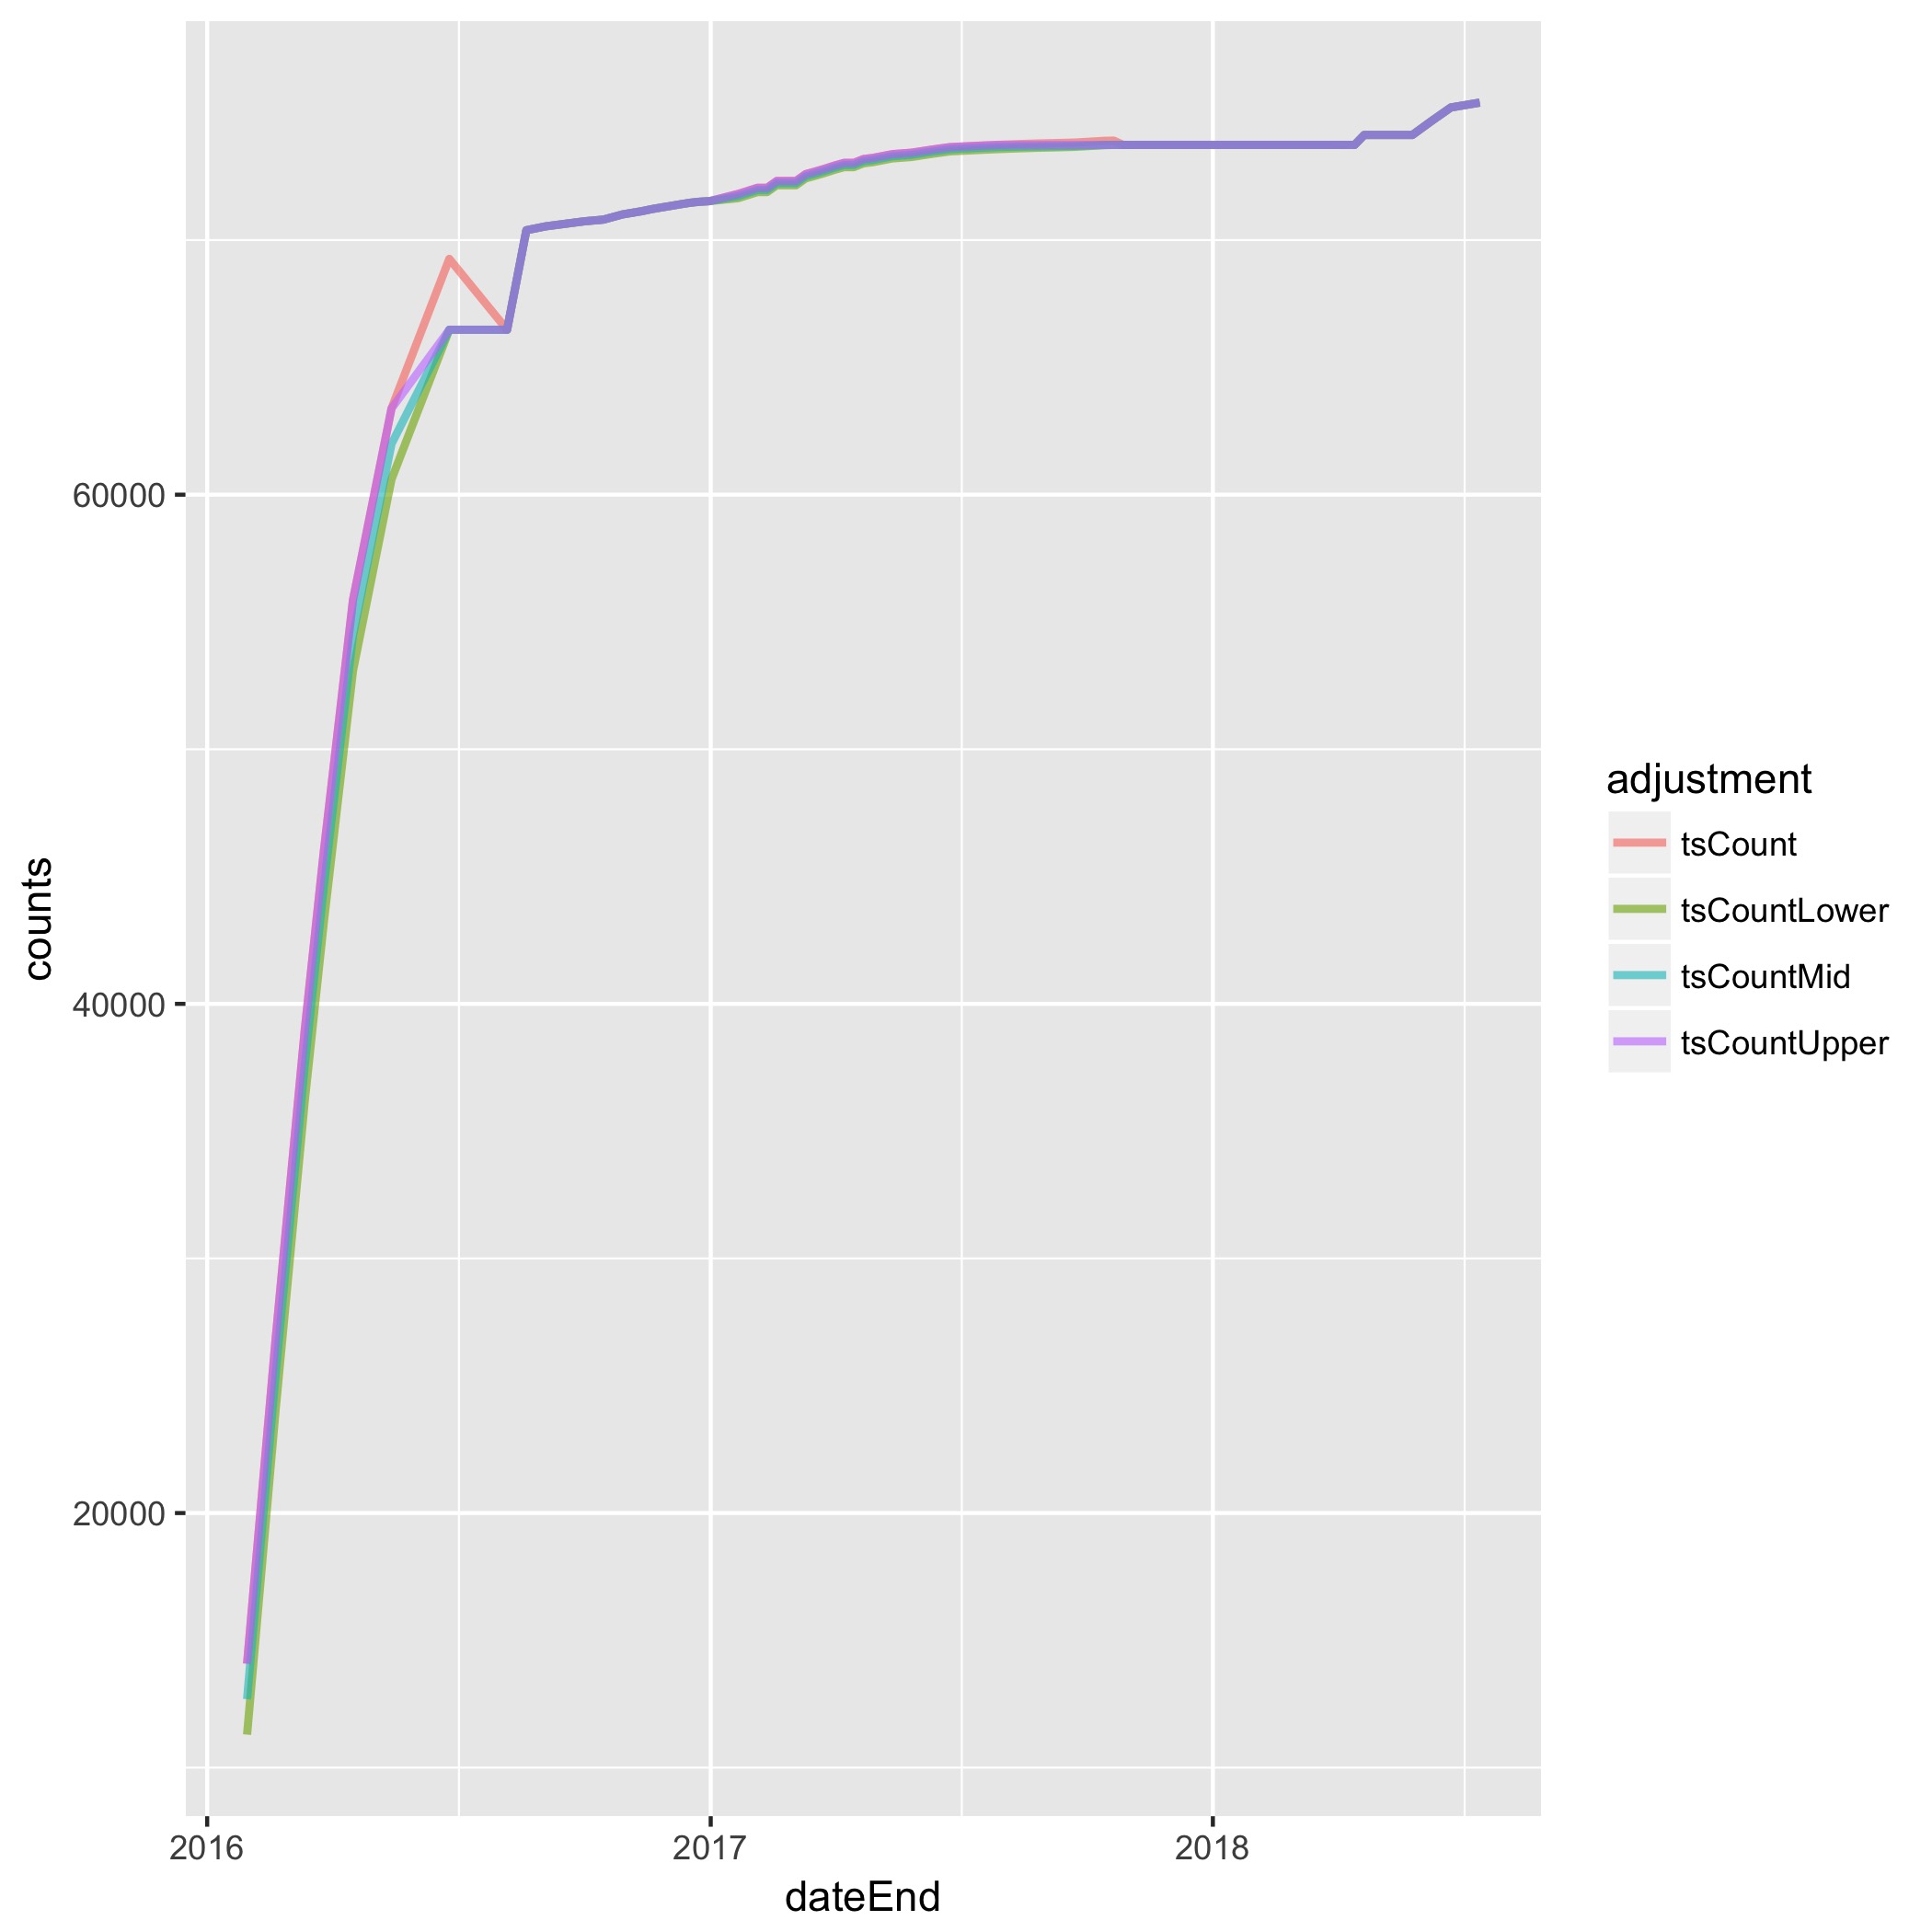 counts
60000
40000
20000
2016
2017
2018
dateEnd
adjustment
tsCount
tsCountLower
tsCountMid
tsCountUpper